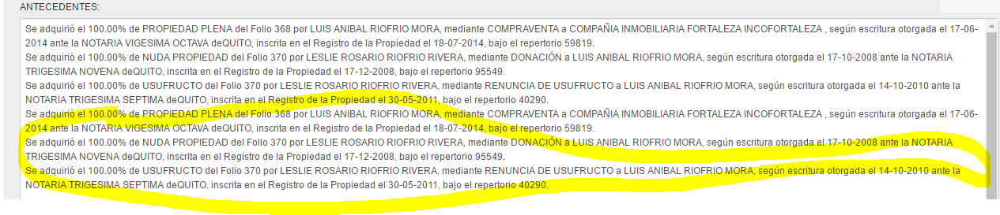 ANTECEDENTES:
Se adquirió el 100.00% de PROPIEDAD PLENA del Folio 368 por LUIS ANIBAL RIOFRIO MORA, mediante COMPRAVENTA a COMPAÑIA INMOBILIARIA FORTALEZA INCOFORTALEZA , según escritura otorgada el 17-06-
2014 ante la NOTARIA VIGESIMA OCTAVA deQUITO, inscrita en el Registro de la Propiedad el 18-07-2014, bajo el repertorio 59819.
Se adquirió el 100.00% de NUDA PROPIEDAD del Folio 370 por LESLIE ROSARIO RIOFRIO RIVERA, mediante DONACIÓN a LUIS ANIBAL RIOFRIO MORA, según escritura otorgada el 17-10-2008 ante la NOTARIA
TRIGESIMA NOVENA deQUITO, inscrita en el Registro de la Propiedad el 17-12-2008, bajo el repertorio 95549.
Se adquirió el 100.00% de USUFRUCTO del Folio 370 por LESLIE ROSARIO RIOFRIO RIVERA, mediante RENUNCIA DE USUFRUCTO a LUIS ANIBAL RIOFRIO MORA, según escritura otorgada el 14-10-2010 ante la
NOTARIA TRIGESIMA SEPTIMA deQUITO, inscrita en el Registro de la Propiedad el 30-05-2011, bajo el repertorio 40290.
Se adquirió el 100.00% de PROPIEDAD PLENA del Folio 368 por LUIS ANIBAL RIOFRIO MORA, mediante COMPRAVENTA a COMPAÑIA INMOBILIARIA FORTALEZA INCOFORTALEZA , según escritura otorgada el 17-06-
2014 ante la NOTARIA VIGESIMA OCTAVA deQUITO, inscrita en el Registro de la Propiedad el 18-07-2014, bajo el repertorio 59819.
Se adquirió el 100.00% de NUDA PROPIEDAD del Folio 370 por LESLIE ROSARIO RIOFRIO RIVERA, mediante DONACIÓN a LUIS ANIBAL RIOFRIO MORA, según escritura otorgada el 17-10-2008 ante la NOTARIA
TRIGESIMA NOVENA deQUITO, inscrita en el Registro de la Propiedad el 17-12-2008, bajo el repertorio 95549.
Se adquirió el 100.00% de USUFRUCTO del Folio 370 por LESLIE ROSARIO RIOFRIO RIVERA, mediante RENUNCIA DE USUFRUCTO a LUIS ANIBAL RIOFRIO MORA, según escritura otorgada el 14-10-2010 ante la
NOTARIA TRIGESIMA SEPTIMA deQUITO, inscrita en el Registro de la Propiedad el 30-05-2011, bajo el repertorio 40290.